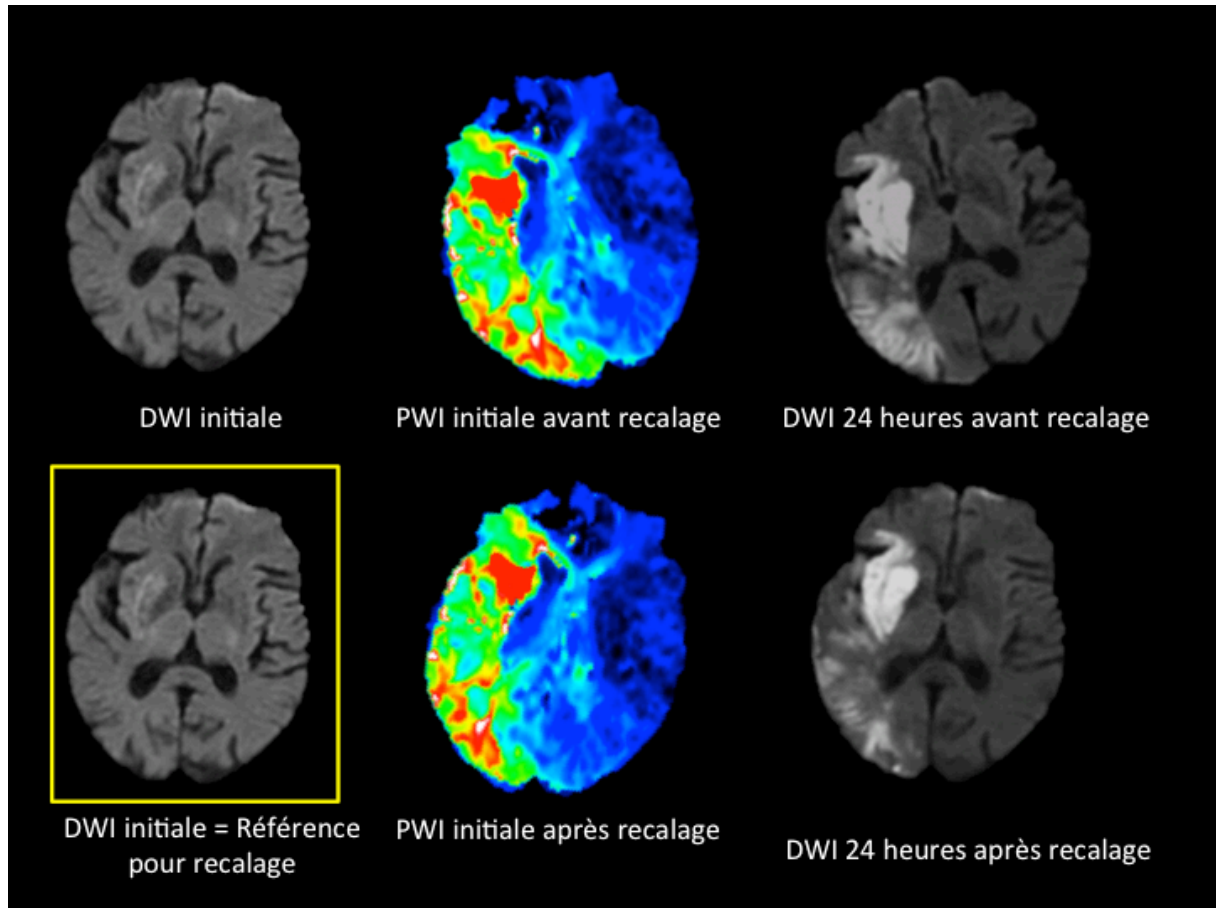 DWI initiale
PWI initiale avant recalage
DWI 24 heures avant recalage
DWI initiale = Référence
pour recalage
PWI initiale après recalage
DWI 24 heures après recalage